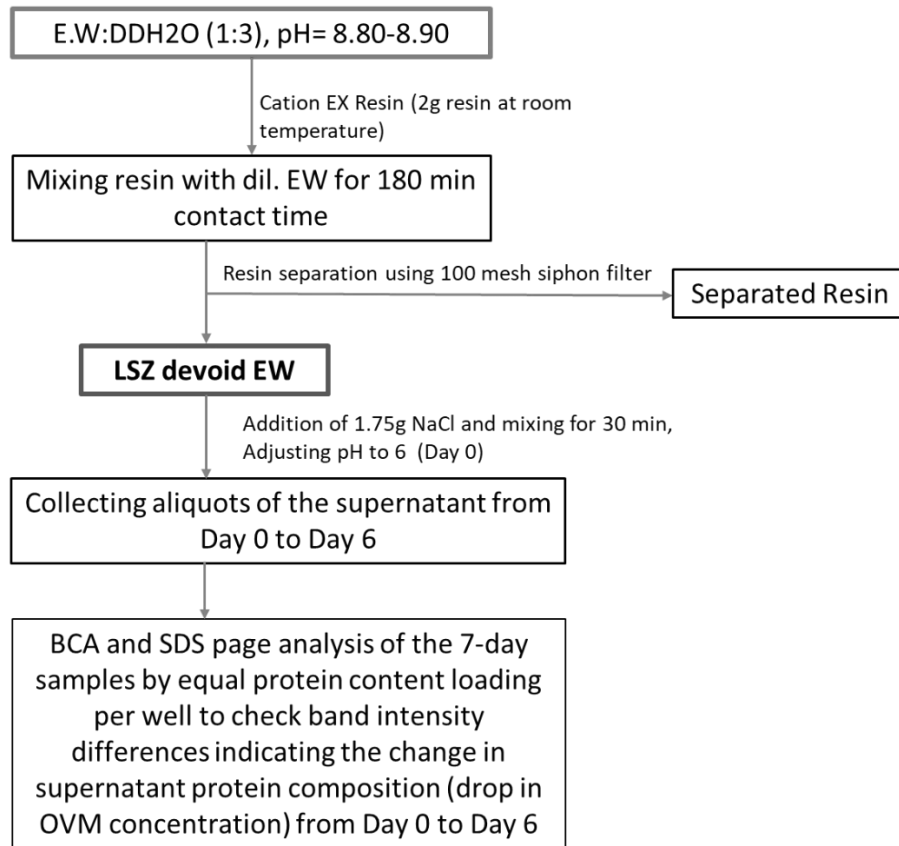 E.W:DDH2O (1:3), pH= 8.80-8.90
Cation EX Resin (2g resin at room
temperature)
Mixing resin with dil. EW for 180 min
contact time
Resin separation using 100 mesh siphon filter
Separated Resin
LSZ devoid EW
Addition of 1.75g NaCl and mixing for 30 min,
Adjusting pH to 6 (Day 0)
Collecting aliquots of the supernatant from
Day 0 to Day 6
BCA and SDS page analysis of the 7-day
samples by equal protein content loading
per well to check band intensity
differences indicating the change in
supernatant protein composition (drop in
OVM concentration) from Day 0 to Day 6